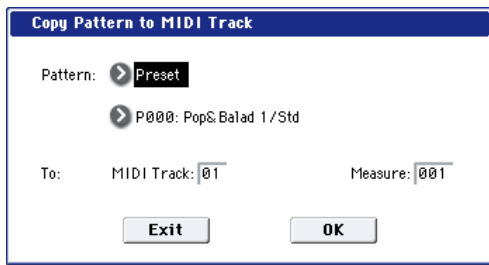 Copy Pattern to MIDI Track
Pattern: Preset
P000: Pop&Balad 1/Std
To: MIDI Track: 01 Measure: 001
Exit OK